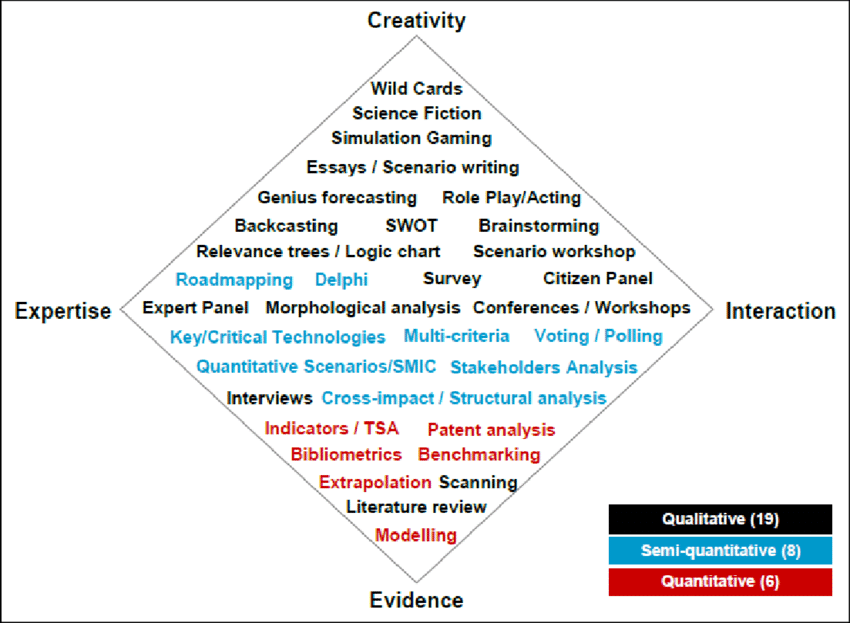 Creativity
Wild Cards
Science Fiction
Simulation Gaming
Essays / Scenario writing
Genius forecasting Role Play/Acting
Backcasting SWOT Brainstorming
Relevance trees / Logic chart Scenario workshop
Roadmapping Delphi Survey Citizen Panel
Expertise Expert Panel Morphological analysis Conferences / Workshops Interaction
Key/Critical Technologies Multi-criteria Voting / Polling
Quantitative Scenarios/SMIC Stakeholders Analysis
Interviews Cross-impact / Structural analysis
Indicators / TSA Patent analysis
Bibliometrics Benchmarking
Extrapolation Scanning
Literature review
Modelling
Evidence
Qualitative (19)
Semi-quantitative (8)
Quantitative (6)